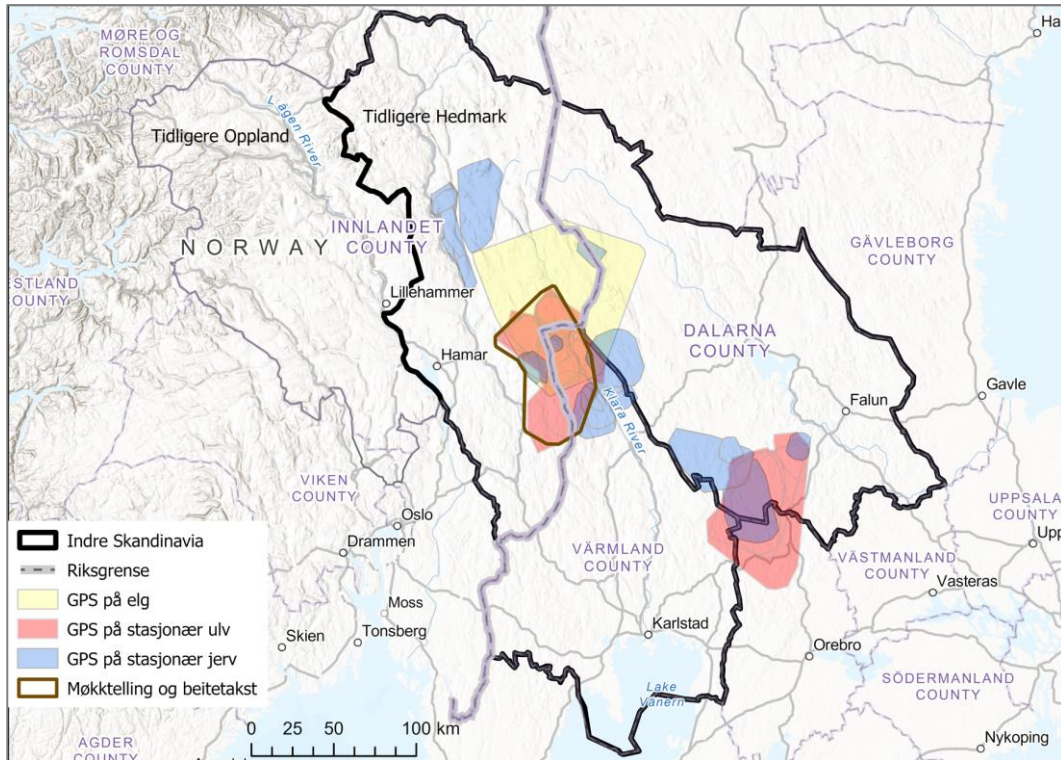 MØRE OG
ROMSDAL
COUNTY
Ha
Lågen River
Tidligere Oppland
Tidligere Hedmark
NORWAY
INNLANDET
COUNTY
GÄVLEBORG
COUNTY
ESTLAND
COUNTY
Lillehammer
DALARNA
COUNTY
Hamar
Klara River
Gavle
Falun
VIKEN
COUNTY
UPPSALA
COUNTY
Oslo
Upp
Drammen
VÄRMLAND
COUNTY
VÄSTMANLAND
COUNTY
Vasteras
Moss
Karlstad
Skien
Tonsberg
Orebro
SÖDERMANLAND
COUNTY
Lake
Vänern
Nykoping
AGDER
COUNTY
Indre Skandinavia
Riksgrense
GPS på elg
GPS på stasjonær ulv
GPS på stasjonær jerv
Møkktelling og beitetakst
0 25 50 100 km